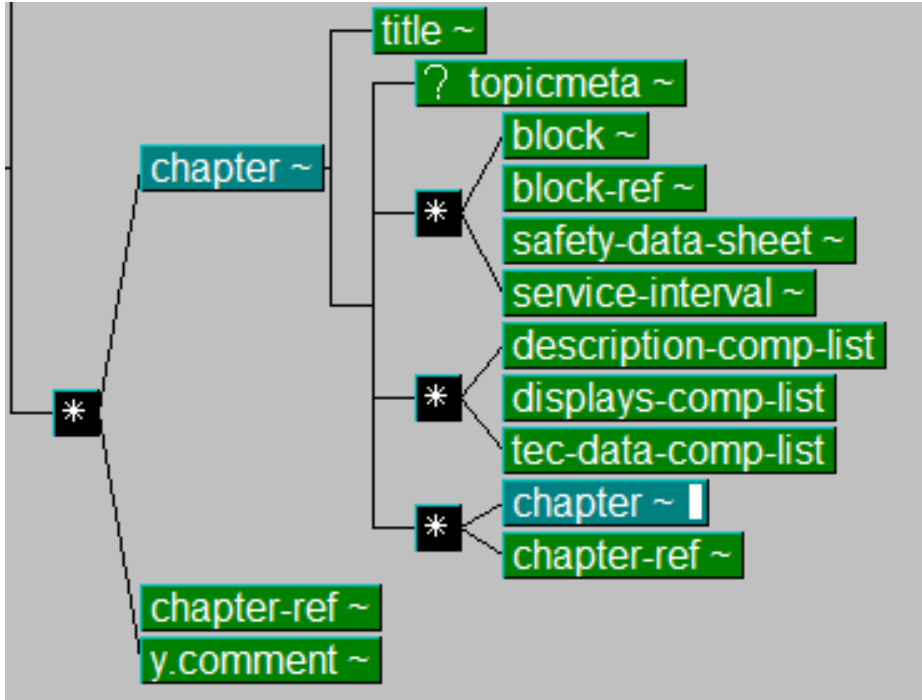 title ~
? topicmeta ~
block ~
chapter ~
block-ref ~
*
safety-data-sheet ~
service-interval ~
description-comp-list
*
displays-comp-list
*
tec-data-comp-list
chapter ~
*
chapter-ref ~
chapter-ref ~
y.comment ~